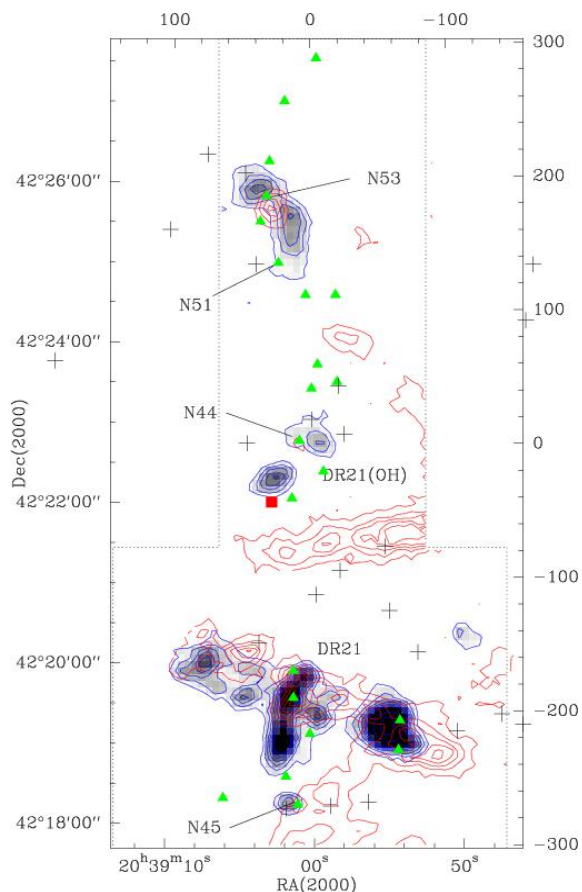 100 0 -100
300
42°26'00'' N53 200
N51
100
42°24'00''
N44
0
DR21(OH)
42°22'00''
-100
DR21
42°20'00''
-200
N45
42°18'00''
-300
20ʰ39ᵐ10ˢ 00ˢ 50ˢ
RA(2000)
Dec(2000)